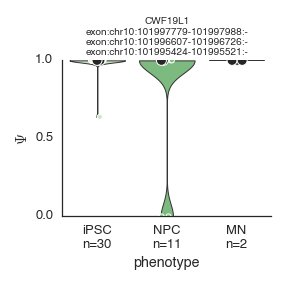 CWF19L1
exon:chr10:101997779-101997988:-
exon:chr10:101996607-101996726:-
exon:chr10:101995424-101995521:-
1.0
0.5
0.0
Ψ
iPSC NPC MN
n=30 n=11 n=2
phenotype